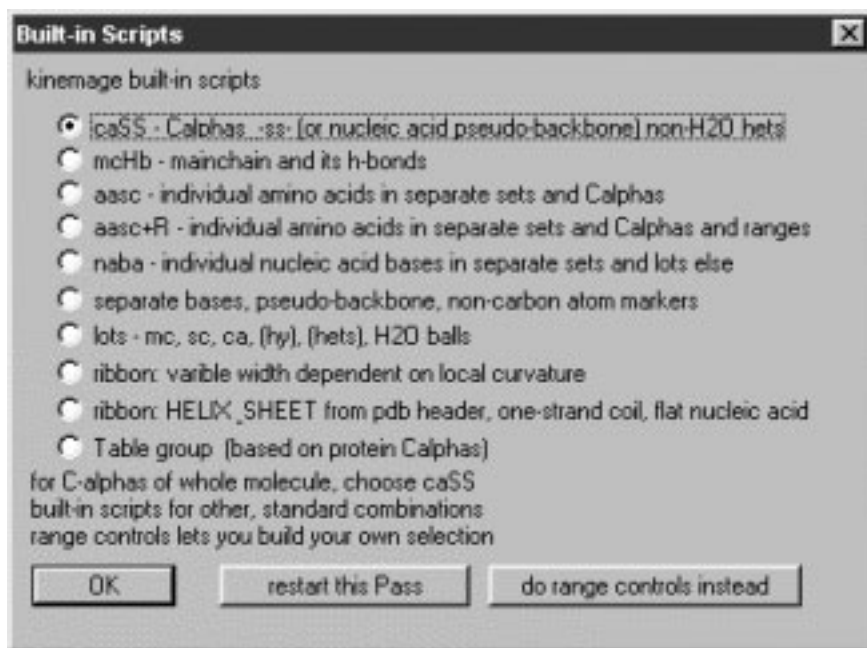 Built-in Scripts
kinemage built-in scripts
caSS - Calphas -ss- (or nucleic acid pseudo-backbone) non-H2O hets
mcHb - mainchain and its h-bonds
aasc - individual amino acids in separate sets and Calphas
aasc+R - individual amino acids in separate sets and Calphas and ranges
naba - individual nucleic acid bases in separate sets and lots else
separate bases, pseudo-backbone, non-carbon atom markers
lots - mc, sc, ca, (hy), (hets), H2O balls
ribbon: varible width dependent on local curvature
ribbon: HELIX_SHEET from pdb header, one-strand coil, flat nucleic acid
Table group (based on protein Calphas)
for C-alphas of whole molecule, choose caSS
built-in scripts for other, standard combinations
range controls lets you build your own selection
OK restart this Pass do range controls instead